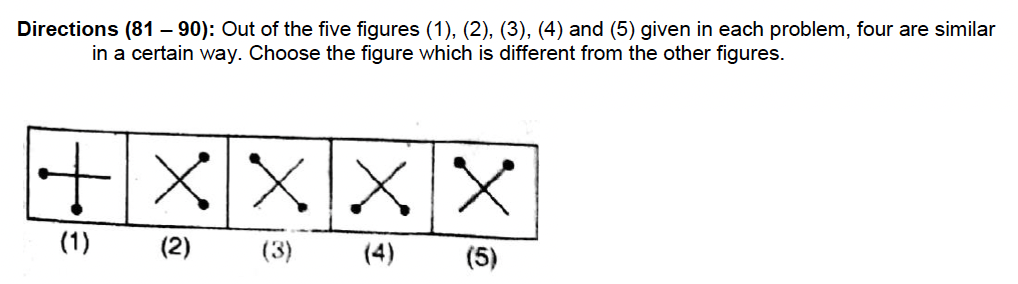 Directions (81 – 90): Out of the five figures (1), (2), (3), (4) and (5) given in each problem, four are similar
in a certain way. Choose the figure which is different from the other figures.
(1) (2) (3) (4) (5)